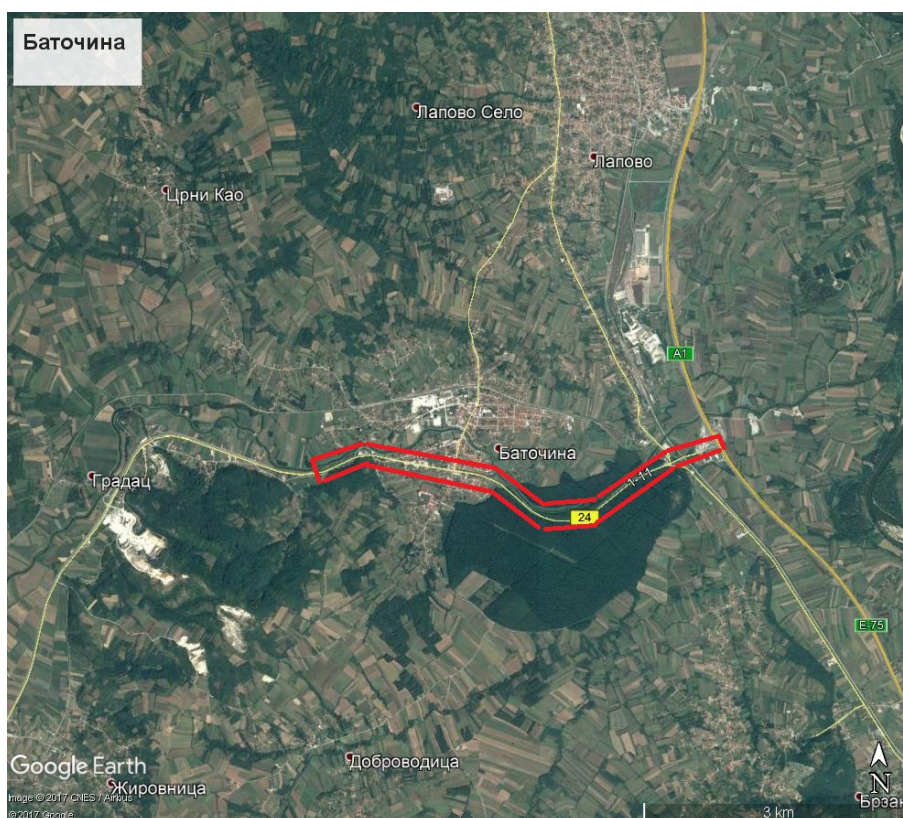 Баточина
Лапово Село
Лапово
Црни Као
A1
Баточина
Градац
1-11
24
E-75
Доброводица
Google Earth
Жировница
N
Image © 2017 CNES / Airbus
© 2017 Google
3 km
Брзан